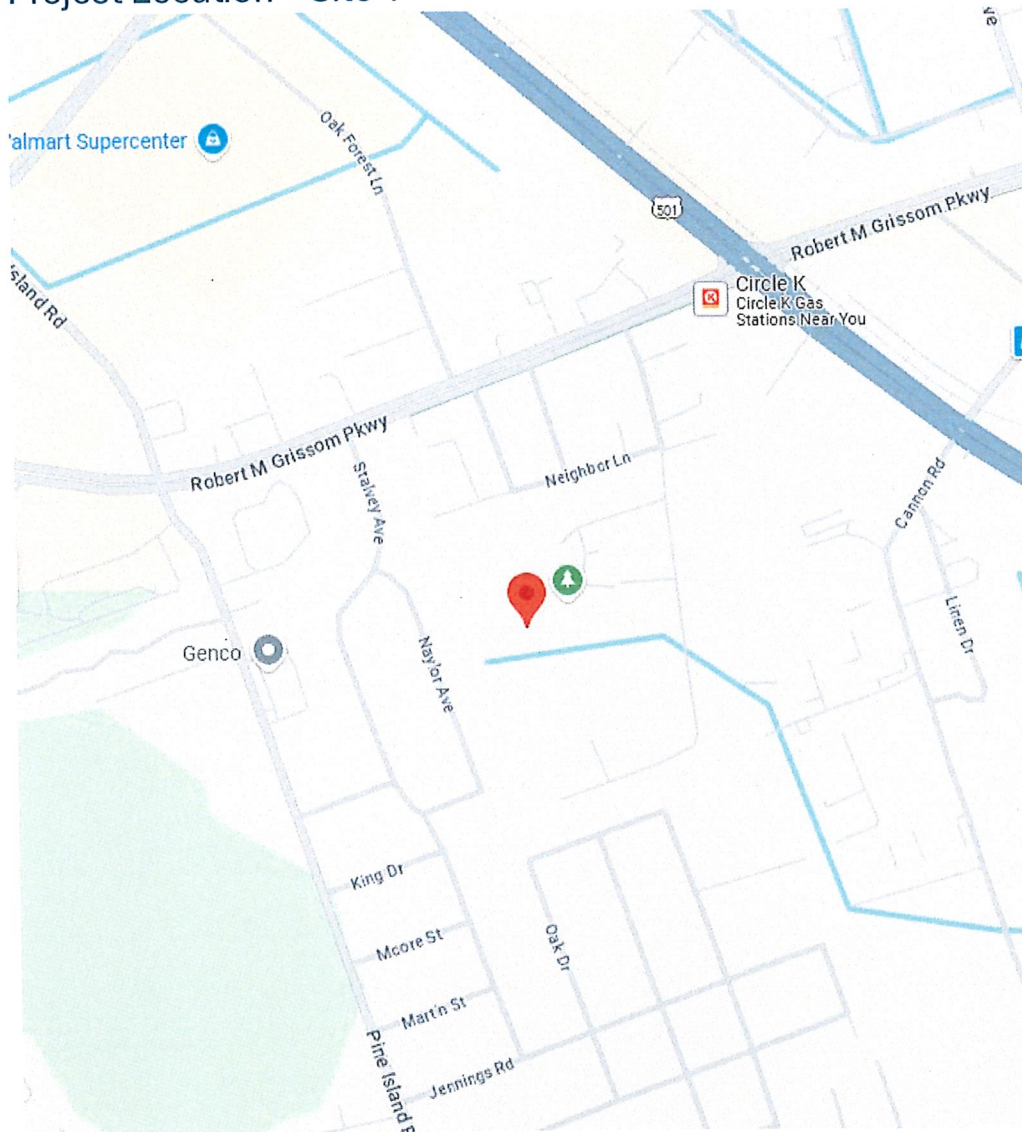 Project Location
'almart Supercenter
Oak Forest Ln
501
Robert M Grissom Pkwy
Island Rd
Circle K
Circle K Gas
Stations Near You
Robert M Grissom Pkwy
Stalvey Ave
Neighbor Ln
Cannon Rd
Linen Dr
Genco
Naylor Ave
King Dr
Moore St
Oak Dr
Martin St
Pine Island
Jennings Rd